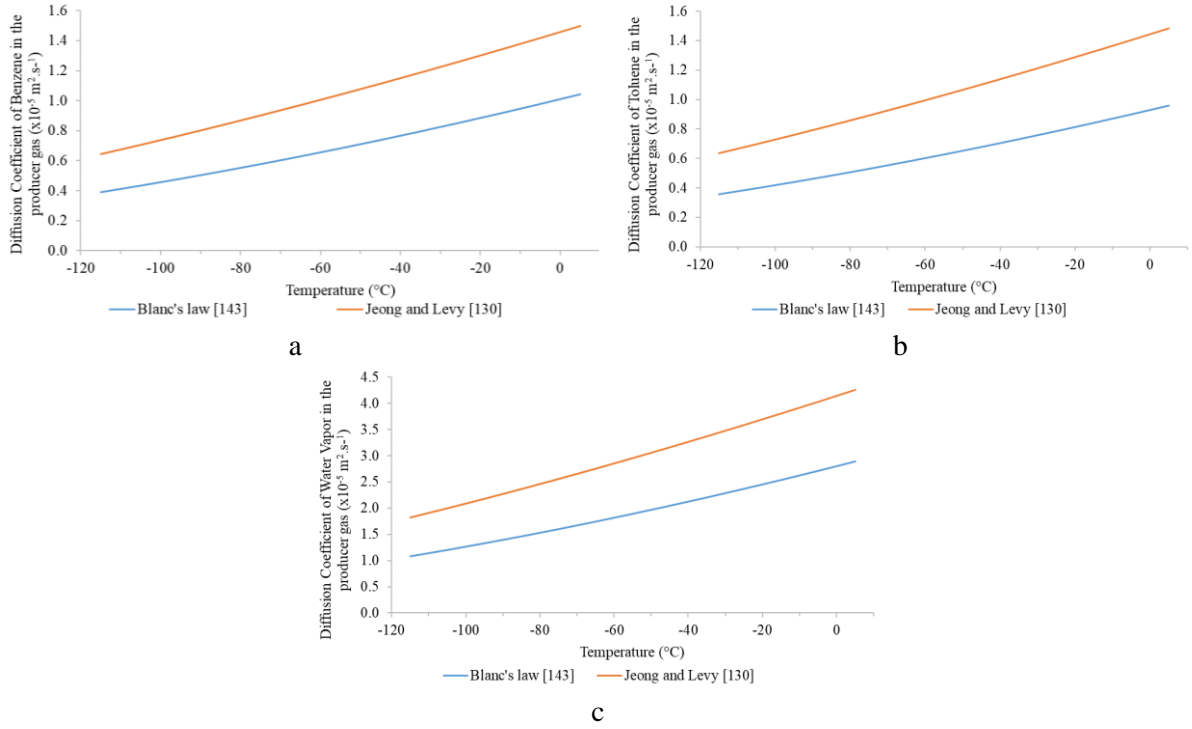 Diffusion Coefficient of Benzene in the
producer gas (x10⁻⁵ m².s-¹)
1.6
1.4
1.2
1.0
0.8
0.6
0.4
0.2
0.0
-120 -100 -80 -60 -40 -20 0
Temperature (°C)
Blanc's law [143] Jeong and Levy [130]
a
Diffusion Coefficient of Toluene in the
producer gas (x10⁻⁵ m².s-¹)
1.6
1.4
1.2
1.0
0.8
0.6
0.4
0.2
0.0
-120 -100 -80 -60 -40 -20 0
Temperature (°C)
Blanc's law [143] Jeong and Levy [130]
b
Diffusion Coefficient of Water Vapor in the
producer gas (x10⁻⁵ m².s-¹)
4.5
4.0
3.5
3.0
2.5
2.0
1.5
1.0
0.5
0.0
-120 -100 -80 -60 -40 -20 0
Temperature (°C)
Blanc's law [143] Jeong and Levy [130]
c